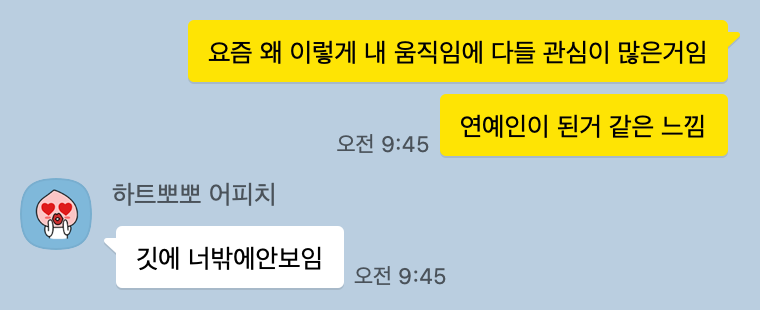 요즘 왜 이렇게 내 움직임에 다들 관심이 많은거임
연예인이 된거 같은 느낌
오전 9:45
하트뽀뽀 어피치
깃에 너밖에안보임
오전 9:45